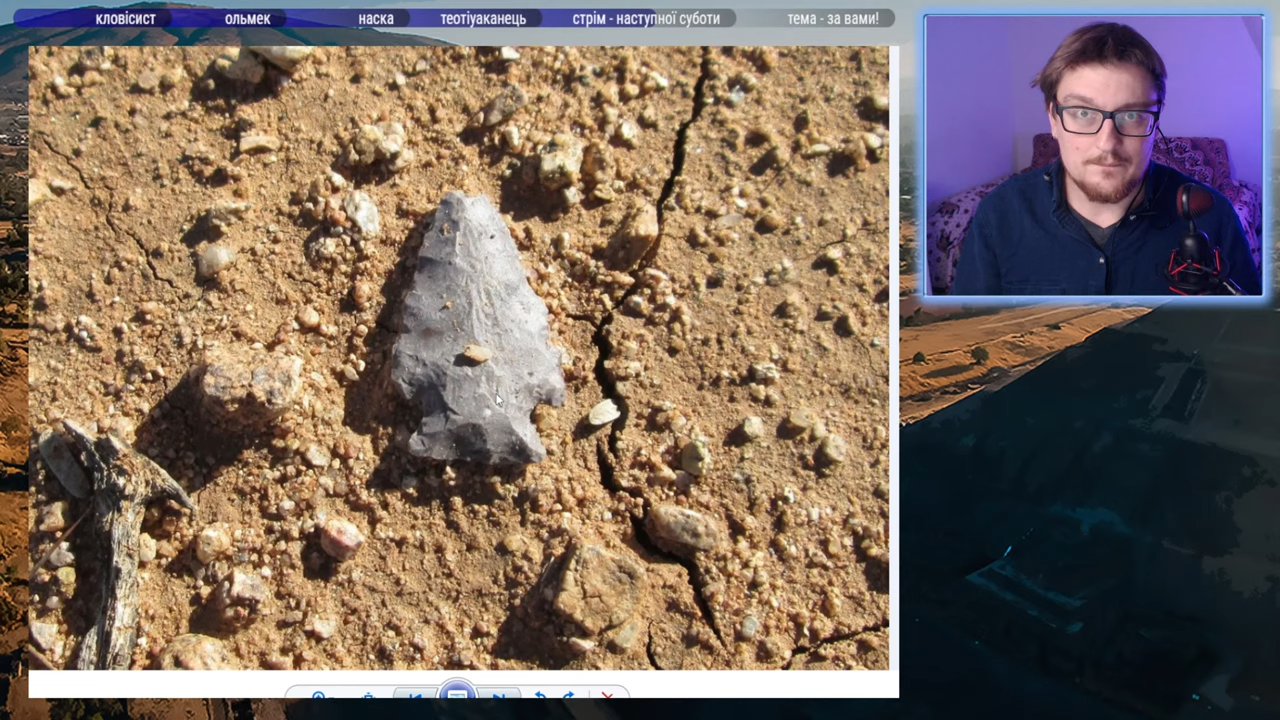 кловісист ольмек наска теотіуаканець стрім - наступної суботи тема - за вами!